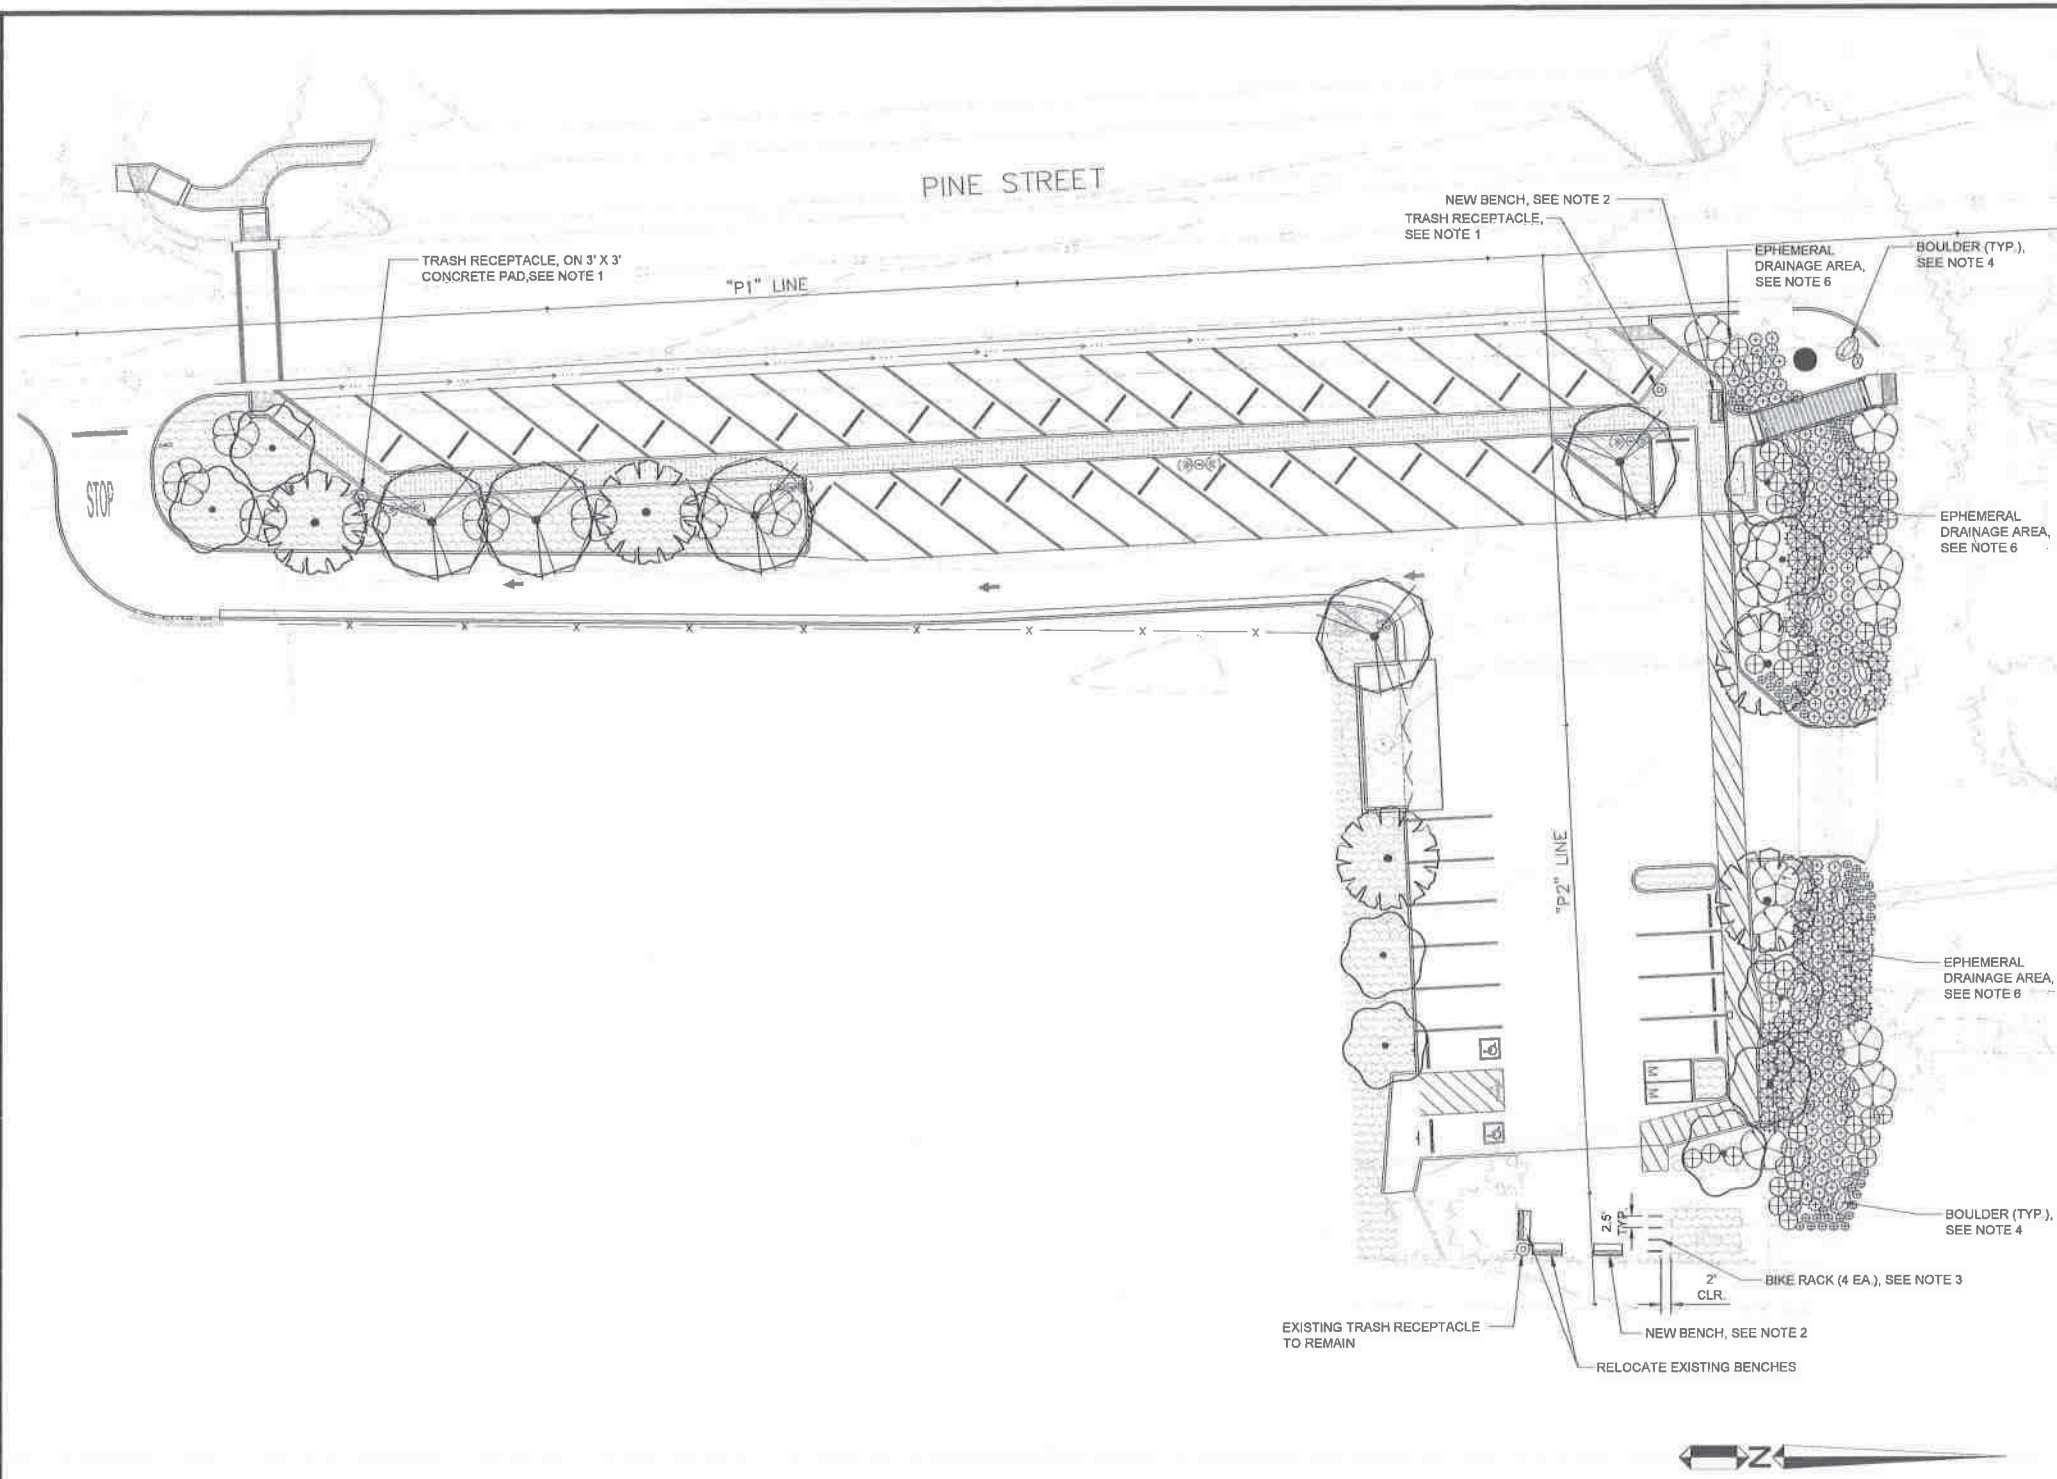 PINE STREET
NEW BENCH, SEE NOTE 2
TRASH RECEPTACLE,
SEE NOTE 1
EPHEMERAL
DRAINAGE AREA,
SEE NOTE 6
BOULDER (TYP.),
SEE NOTE 4
TRASH RECEPTACLE, ON 3' X 3'
CONCRETE PAD,SEE NOTE 1
"P1" LINE
STOP
EPHEMERAL
DRAINAGE AREA,
SEE NOTE 6
X X X X X X X X X
"P2" LINE
EPHEMERAL
DRAINAGE AREA,
SEE NOTE 6
M
M
2.5'
TYP.
BOULDER (TYP.),
SEE NOTE 4
2'
CLR.
BIKE RACK (4 EA.), SEE NOTE 3
EXISTING TRASH RECEPTACLE
TO REMAIN
NEW BENCH, SEE NOTE 2
RELOCATE EXISTING BENCHES
N